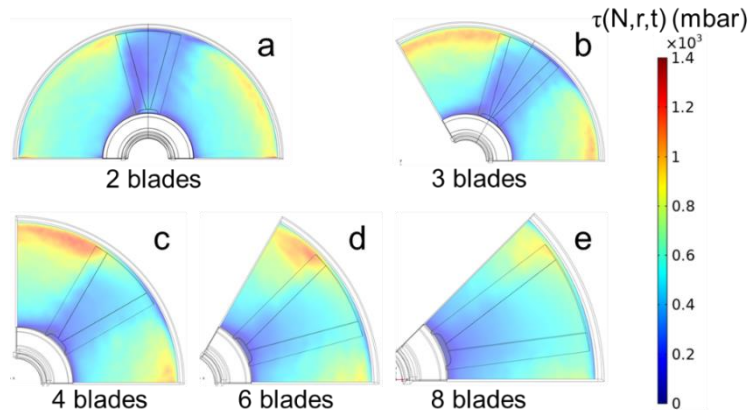 τ(N,r,t) (mbar)
×10³
a
b
1.4
1.2
1
0.8
0.6
0.4
0.2
0
2 blades
3 blades
c
d
e
4 blades
6 blades
8 blades